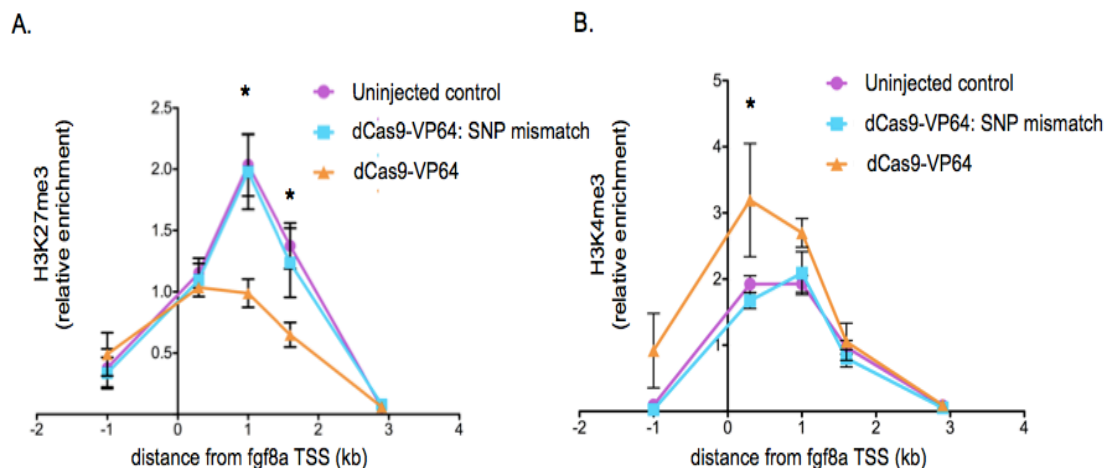 A.
Uninjected control
dCas9-VP64: SNP mismatch
dCas9-VP64
H3K27me3
(relative enrichment)
2.5
2.0
1.5
1.0
0.5
*
*
-2 -1 0 1 2 3 4
distance from fgf8a TSS (kb)
B.
Uninjected control
dCas9-VP64: SNP mismatch
dCas9-VP64
H3K4me3
(relative enrichment)
5
4
3
2
1
*
-2 -1 0 1 2 3 4
distance from fgf8a TSS (kb)